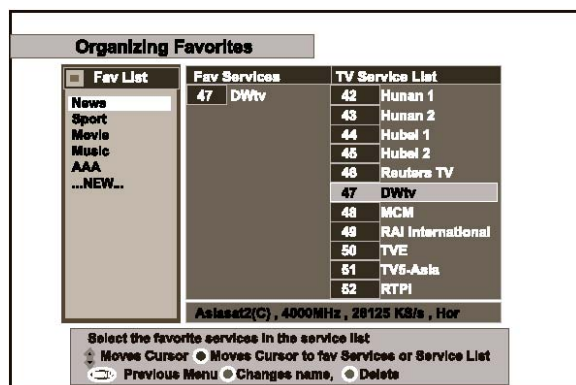 Organizing Favorites
Fav List
News
Sport
Movie
Music
AAA
...NEW...
Fav Services
47 DWtv
TV Service List
42 Hunan 1
43 Hunan 2
44 Hubei 1
45 Hubei 2
46 Reuters TV
47 DWtv
48 MCM
49 RAI International
50 TVE
51 TV5-Asia
52 RTPI
Asiasat2(C) , 4000MHz , 28125 KS/s , Hor
Select the favorite services in the service list
Moves Cursor Moves Cursor to fav Services or Service List
Previous Menu Changes name, Delete